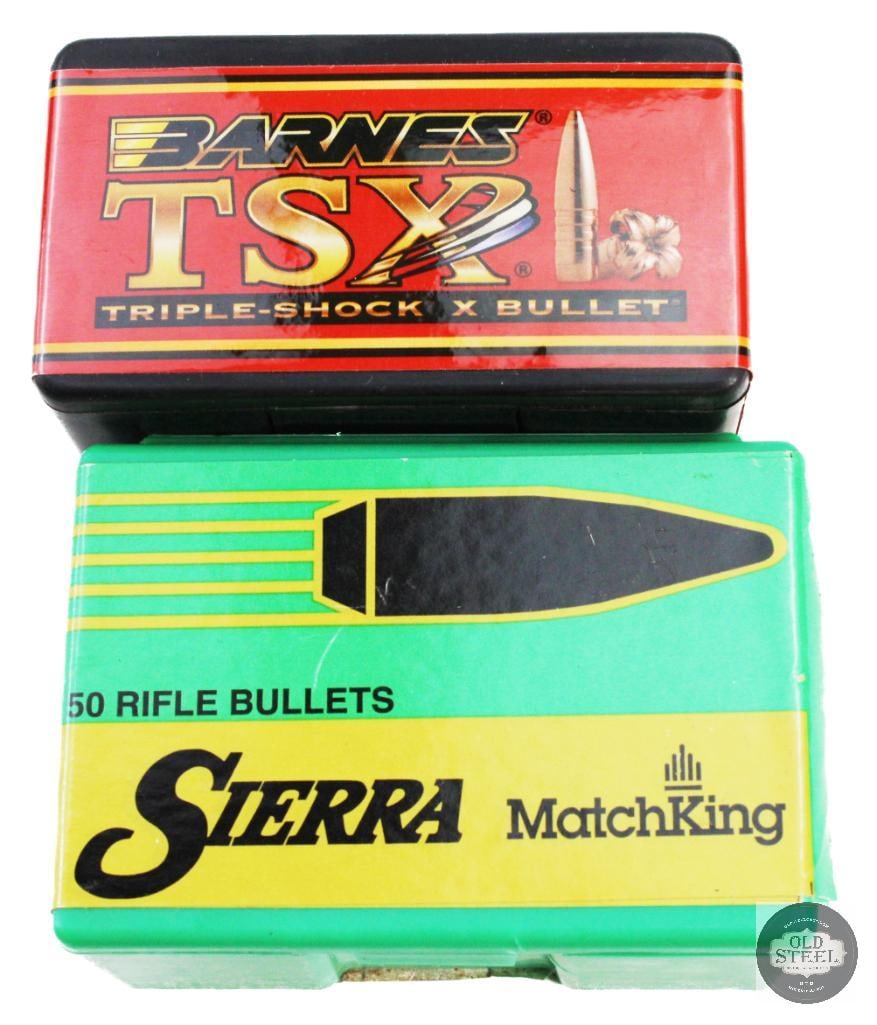 BARNES®
TSX®
TRIPLE-SHOCK X BULLET
50 RIFLE BULLETS
SIERRA
MatchKing
OLD
STEEL